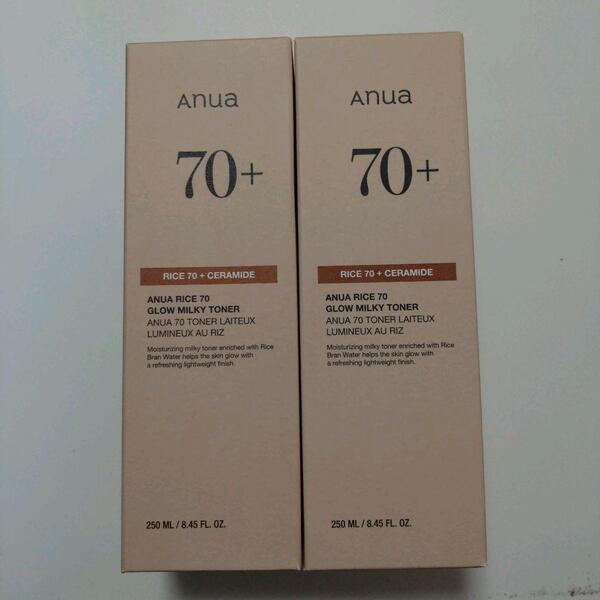 Anua
70+
RICE 70 + CERAMIDE
ANUA RICE 70
GLOW MILKY TONER
ANUA 70 TONER LAITEUX
LUMINEUX AU RIZ
Moisturizing milky toner enriched with Rice
Bran Water helps the skin glow with
a refreshing lightweight finish.
250 ML / 8.45 FL. OZ.
Anua
70+
RICE 70 + CERAMIDE
ANUA RICE 70
GLOW MILKY TONER
ANUA 70 TONER LAITEUX
LUMINEUX AU RIZ
Moisturizing milky toner enriched with Rice
Bran Water helps the skin glow with
a refreshing lightweight finish.
250 ML / 8.45 FL. OZ.